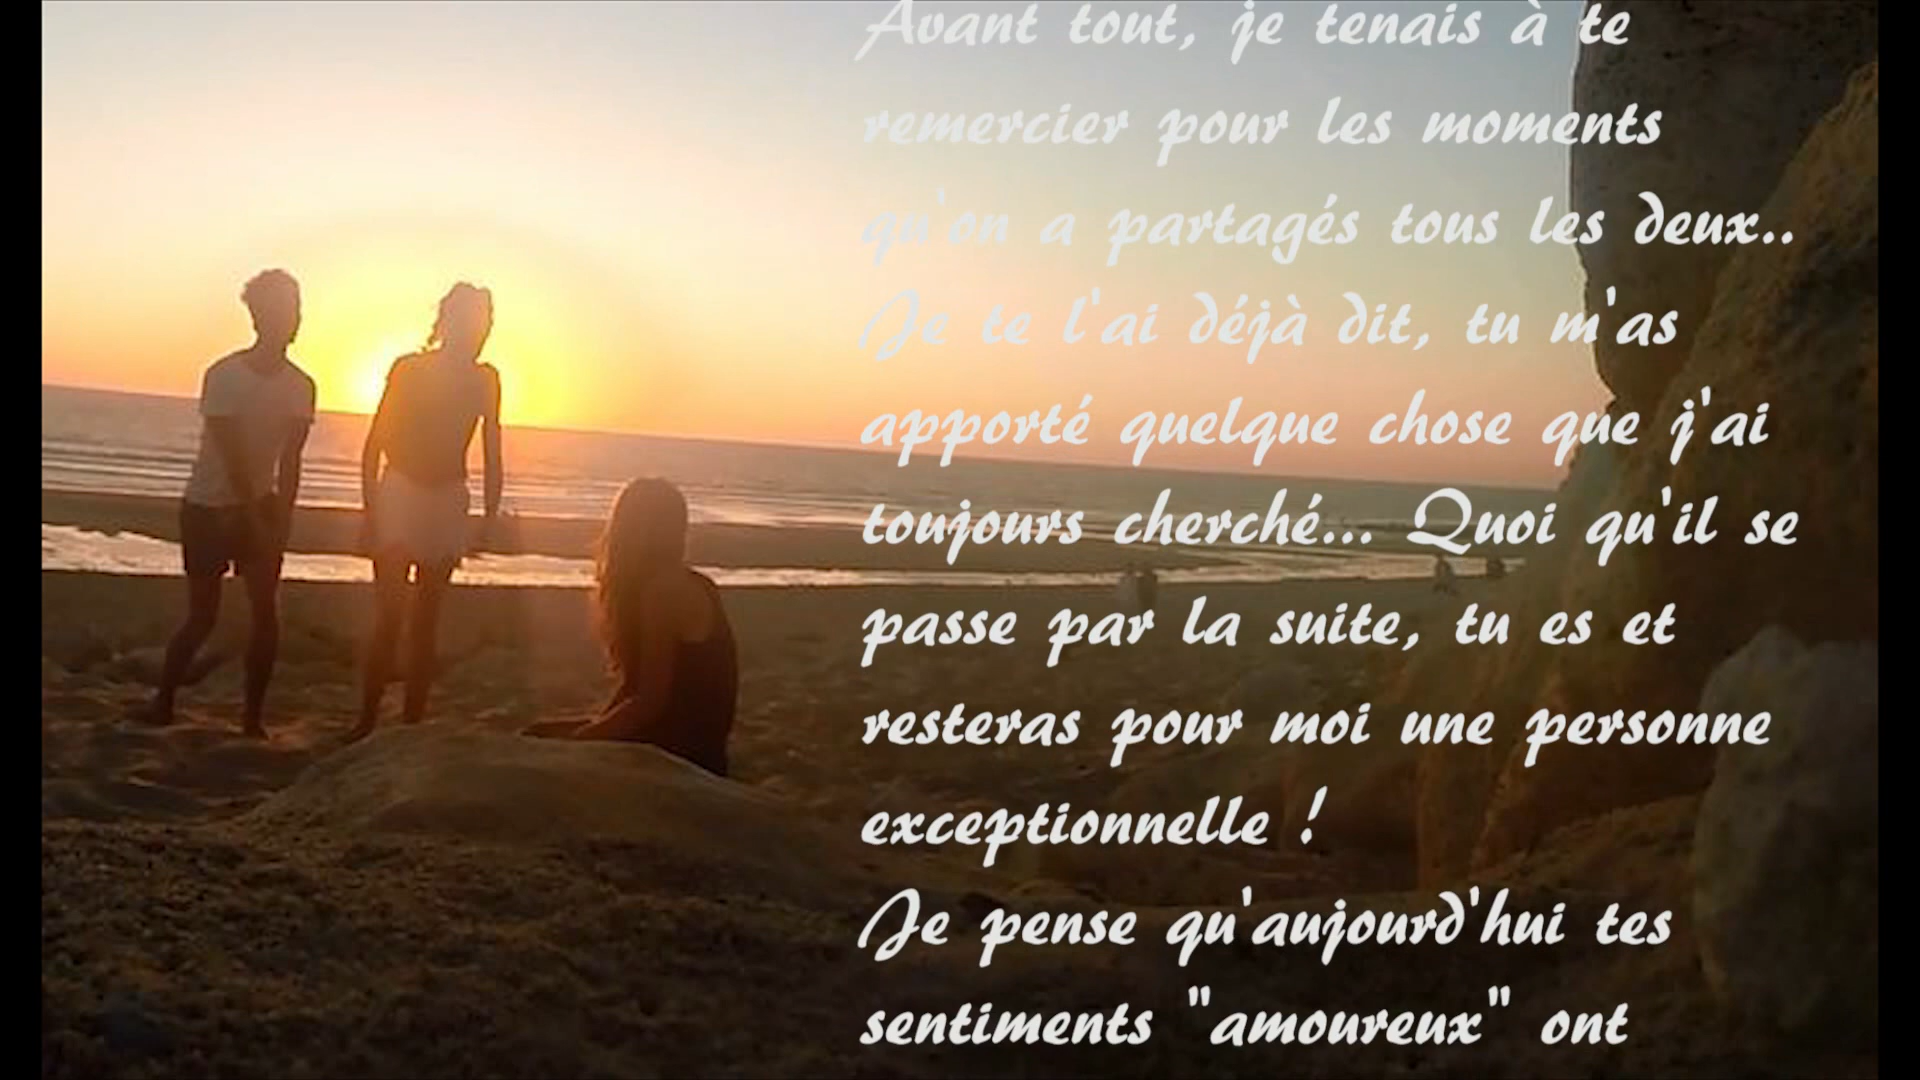 Avant tout, je tenais à te
remercier pour les moments
qu'on a partagés tous les deux..
Je te l'ai déjà dit, tu m'as
apporté quelque chose que j'ai
toujours cherché... Quoi qu'il se
passe par la suite, tu es et
resteras pour moi une personne
exceptionnelle !
Je pense qu'aujourd'hui tes
sentiments "amoureux" ont